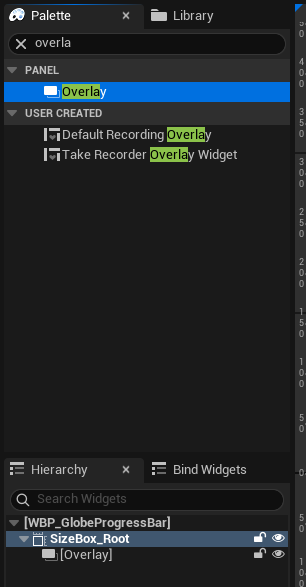 Palette × Library
overla
PANEL
Overlay
USER CREATED
Default Recording Overlay
Take Recorder Overlay Widget
Hierarchy × Bind Widgets
Search Widgets
[WBP_GlobeProgressBar]
SizeBox_Root
[Overlay]